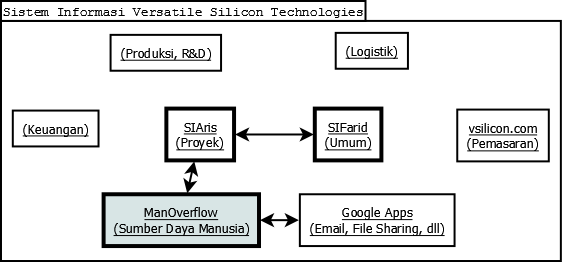 Sistem Informasi Versatile Silicon Technologies
(Produksi, R&D)
(Logistik)
(Keuangan)
SIAris
(Proyek)
SIFarid
(Umum)
vsilicon.com
(Pemasaran)
ManOverflow
(Sumber Daya Manusia)
Google Apps
(Email, File Sharing, dll)